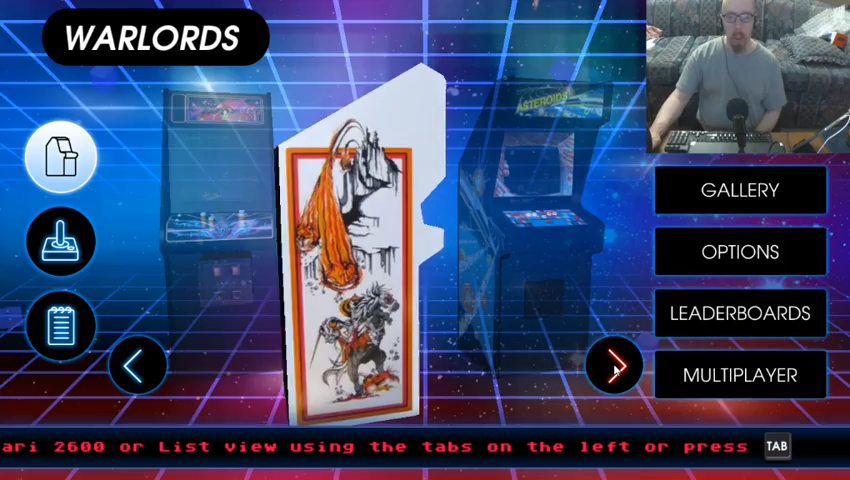 WARLORDS
ASTEROIDS
GALLERY
OPTIONS
LEADERBOARDS
MULTIPLAYER
ari 2600 or List view using the tabs on the left or press TAB